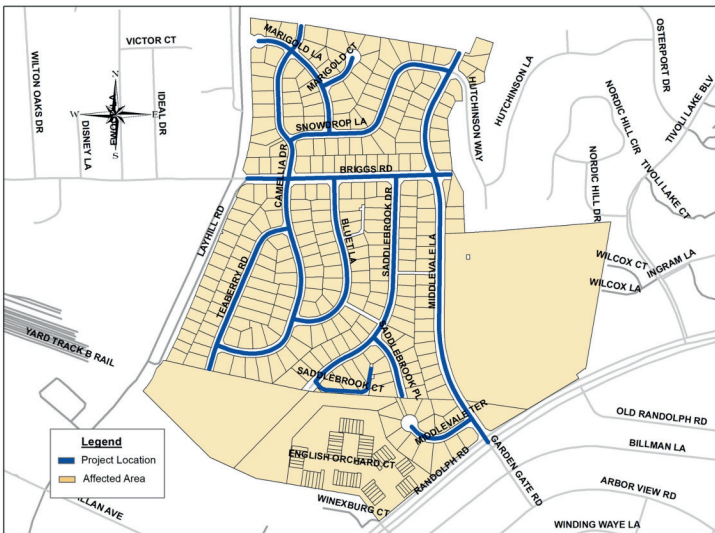 MARIGOLD LA
MARIGOLD CT
OSTERPORT DR
VICTOR CT
WILTON OAKS DR
IDEAL DR
DISNEY LA
N
W
E
S
HUTCHINSON LA
HUTCHINSON WAY
NORDIC HILL CIR
TIVOLI LAKE BLV
SNOWDROP LA
TIVOLI LAKE CT
NORDIC HILL DR
CAMELLIA DR
BRIGGS RD
LAYHILL RD
BLUET LA
SADDLEBROOK DR
MIDDLEVALE LA
TEABERRY RD
WILCOX CT
INGRAM LA
WILCOX LA
YARD TRACK B RAIL
SADDLEBROOK PL
SADDLEBROOK CT
MIDDLEVALE TER
OLD RANDOLPH RD
BILLMAN LA
GARDEN GATE RD
ENGLISH ORCHARD CT
RANDOLPH RD
ARBOR VIEW RD
WINEXBURG CT
WINDING WAYE LA
Legend
Project Location
Affected Area
AVE